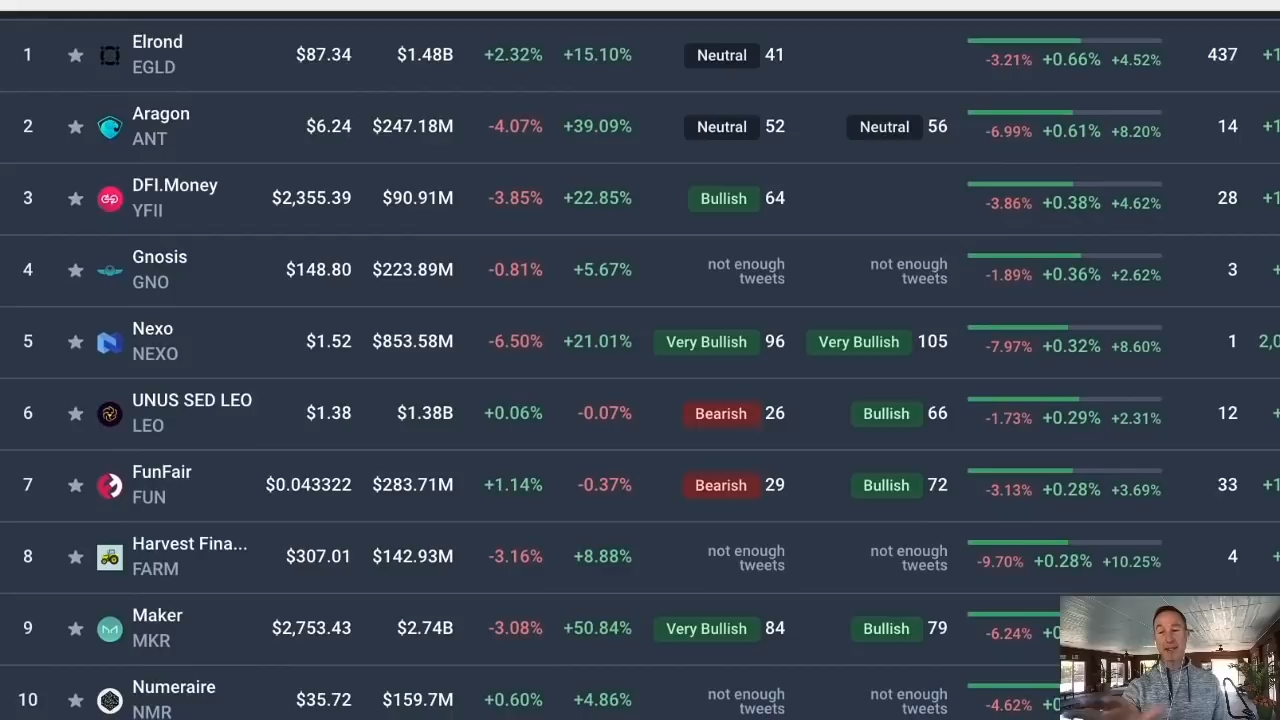 1 Elrond EGLD $87.34 $1.48B +2.32% +15.10% Neutral 41 -3.21% +0.66% +4.52% 437 +1
2 Aragon ANT $6.24 $247.18M -4.07% +39.09% Neutral 52 Neutral 56 -6.99% +0.61% +8.20% 14 +1
3 DFI.Money YFII $2,355.39 $90.91M -3.85% +22.85% Bullish 64 -3.86% +0.38% +4.62% 28 +1
4 Gnosis GNO $148.80 $223.89M -0.81% +5.67% not enough tweets not enough tweets -1.89% +0.36% +2.62% 3 +
5 Nexo NEXO $1.52 $853.58M -6.50% +21.01% Very Bullish 96 Very Bullish 105 -7.97% +0.32% +8.60% 1 2,0
6 UNUS SED LEO LEO $1.38 $1.38B +0.06% -0.07% Bearish 26 Bullish 66 -1.73% +0.29% +2.31% 12 +
7 FunFair FUN $0.043322 $283.71M +1.14% -0.37% Bearish 29 Bullish 72 -3.13% +0.28% +3.69% 33 +1
8 Harvest Fina... FARM $307.01 $142.93M -3.16% +8.88% not enough tweets not enough tweets -9.70% +0.28% +10.25% 4 +
9 Maker MKR $2,753.43 $2.74B -3.08% +50.84% Very Bullish 84 Bullish 79 -6.24% +0
10 Numeraire NMR $35.72 $159.7M +0.60% +4.86% not enough tweets not enough tweets -4.62% +0